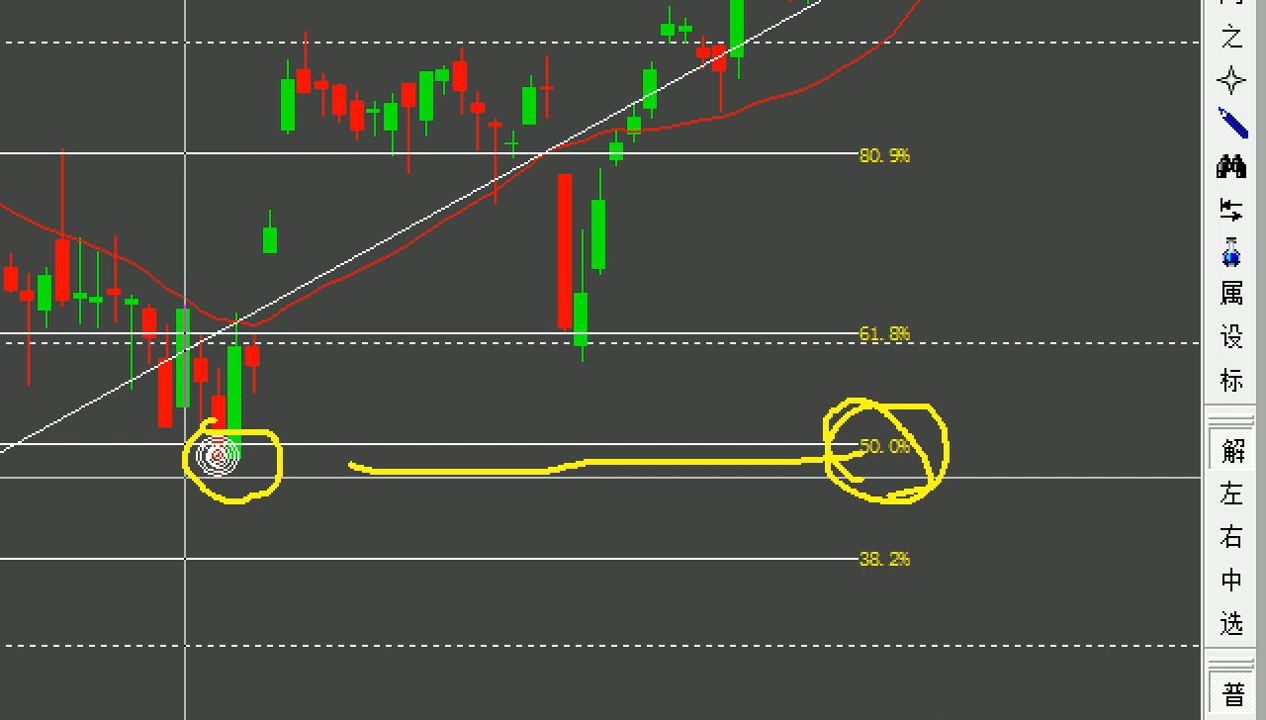 之
80.9%
属
61.8%
设
标
50.0%
解
左
右
38.2%
中
选
普